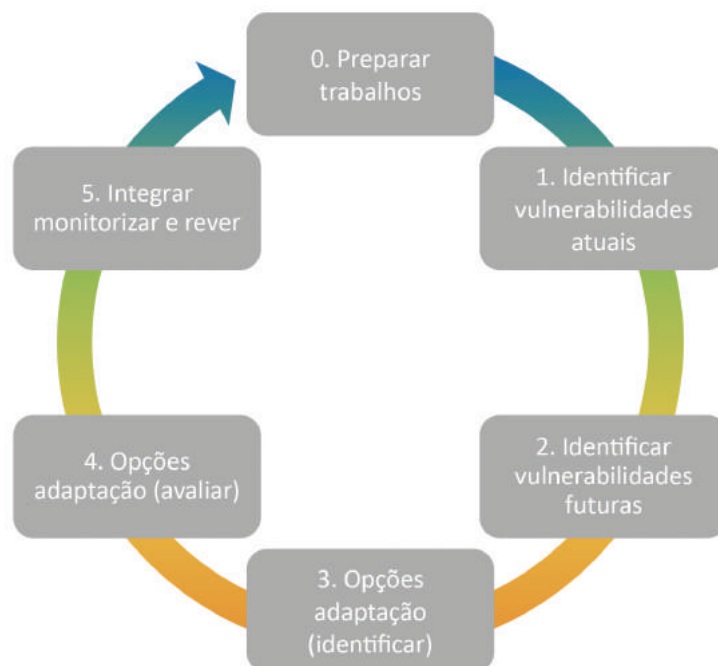 0. Preparar
trabalhos
1. Identificar
vulnerabilidades
atuais
2. Identificar
vulnerabilidades
futuras
3. Opções
adaptação
(identificar)
4. Opções
adaptação (avaliar)
5. Integrar
monitorizar e rever